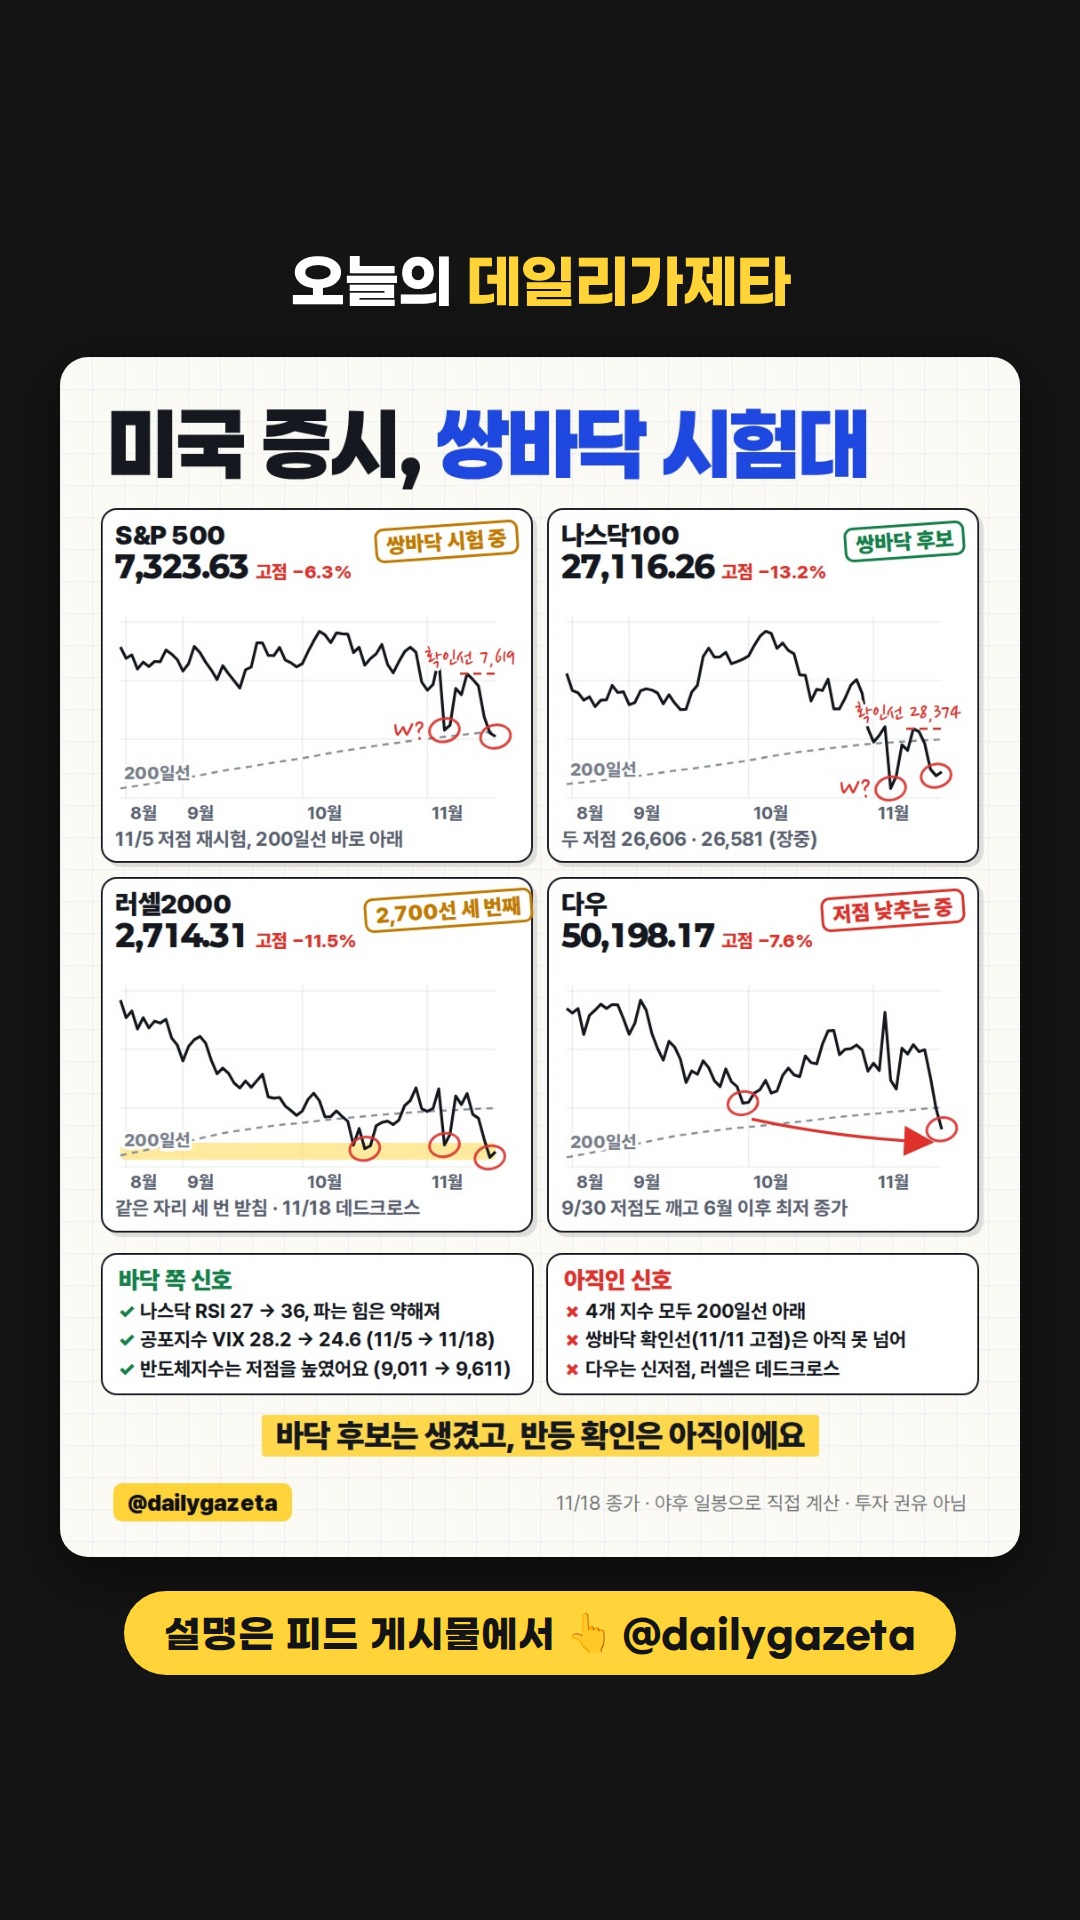 오늘의 데일리가제타
미국 증시, 쌍바닥 시험대
S&P 500
쌍바닥 시험 중
7,323.63 고점 -6.3%
확인선 7,619
W?
200일선
8월 9월 10월 11월
11/5 저점 재시험, 200일선 바로 아래
나스닥100
쌍바닥 후보
27,116.26 고점 -13.2%
확인선 28,374
W?
200일선
8월 9월 10월 11월
두 저점 26,606 · 26,581 (장중)
러셀2000
2,700선 세 번째
2,714.31 고점 -11.5%
200일선
8월 9월 10월 11월
같은 자리 세 번 받침 · 11/18 데드크로스
다우
저점 낮추는 중
50,198.17 고점 -7.6%
200일선
8월 9월 10월 11월
9/30 저점도 깨고 6월 이후 최저 종가
바닥 쪽 신호
✔ 나스닥 RSI 27 → 36, 파는 힘은 약해져
✔ 공포지수 VIX 28.2 → 24.6 (11/5 → 11/18)
✔ 반도체지수는 저점을 높였어요 (9,011 → 9,611)
아직인 신호
✖ 4개 지수 모두 200일선 아래
✖ 쌍바닥 확인선(11/11 고점)은 아직 못 넘어
✖ 다우는 신저점, 러셀은 데드크로스
바닥 후보는 생겼고, 반등 확인은 아직이에요
@dailygazeta
11/18 종가 · 야후 일봉으로 직접 계산 · 투자 권유 아님
설명은 피드 게시물에서 👆 @dailygazeta